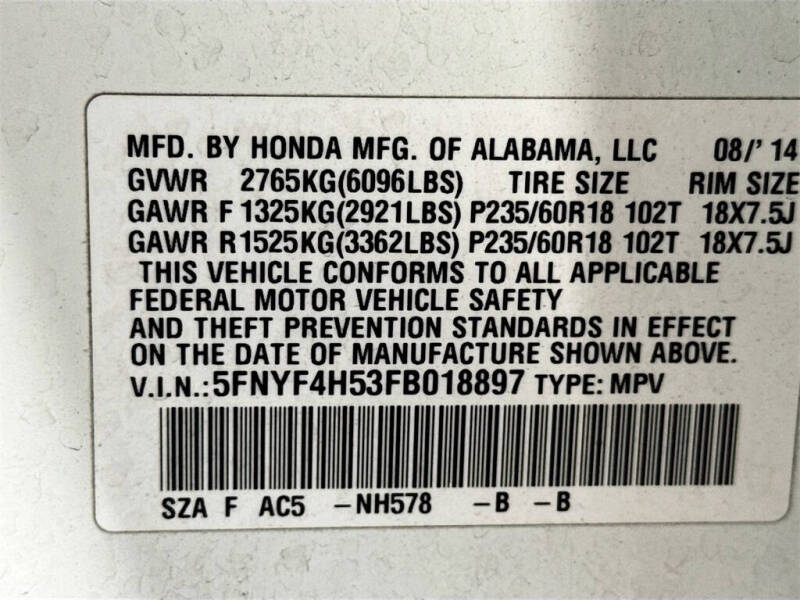 MFD. BY HONDA MFG. OF ALABAMA, LLC 08/' 14
GVWR 2765KG(6096LBS) TIRE SIZE RIM SIZE
GAWR F 1325KG(2921LBS) P235/60R18 102T 18X7.5J
GAWR R1525KG(3362LBS) P235/60R18 102T 18X7.5J
THIS VEHICLE CONFORMS TO ALL APPLICABLE
FEDERAL MOTOR VEHICLE SAFETY
AND THEFT PREVENTION STANDARDS IN EFFECT
ON THE DATE OF MANUFACTURE SHOWN ABOVE.
V.I.N.: 5FNYF4H53FB018897 TYPE: MPV
SZA F AC5 -NH578 -B -B